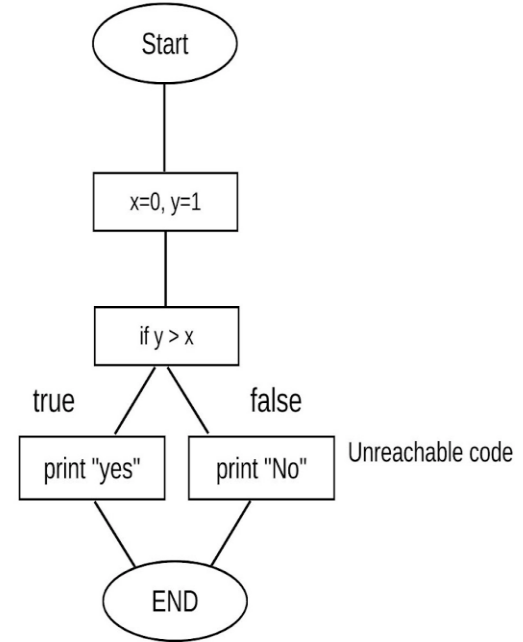 Start
x=0, y=1
if y > x
true
false
print "yes"
print "No"
Unreachable code
END